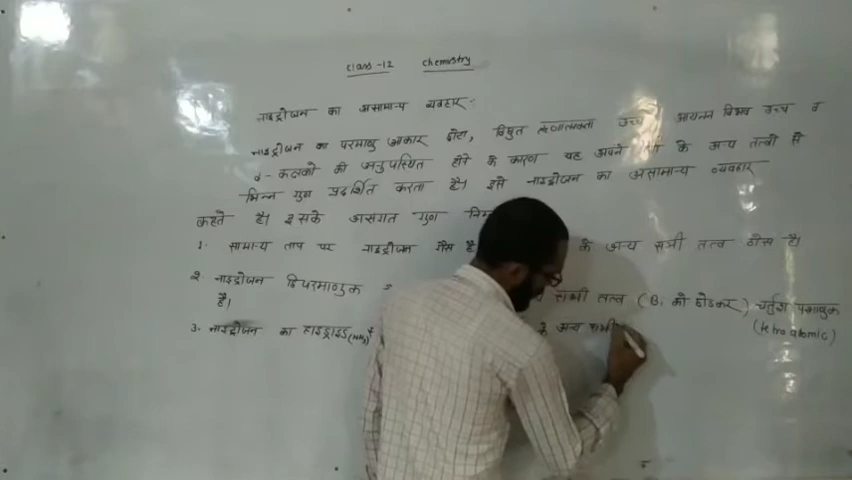 class-12 chemistry
नाइट्रोजन का असामान्य व्यवहार:-
नाइट्रोजन का परमाणु आकार छोटा, विधुत ऋणात्मकता उच्च, आयनन विभव उच्च व
d-कक्षकों की अनुपस्थित होने के कारण यह अपने वर्ग के अन्य तत्वों से
भिन्न गुण प्रदर्शित करता है। इसे नाइट्रोजन का असामान्य व्यवहार
कहते है। इसके असंगत गुण निम्न
1. सामान्य ताप पर नाइट्रोजन गैस है के अन्य सभी तत्व ठोस है।
2. नाइट्रोजन द्विपरमाण्डुक सभी तत्व (Bi को छोडकर) चर्तुश परमाणुक
है। (tetra atomic)
3. नाइट्रोजन का हाइड्राइड (NH3) के अन्य सभी